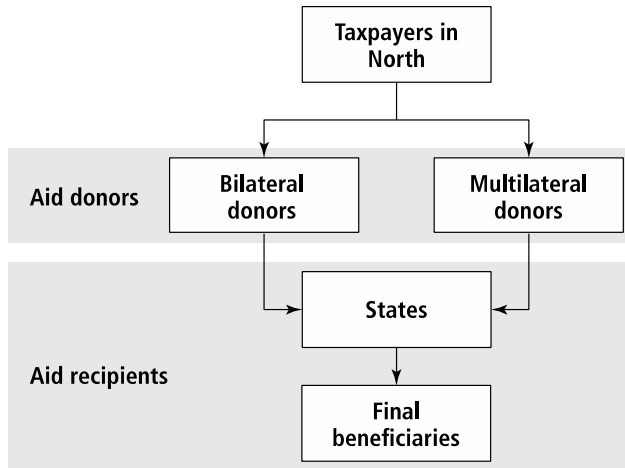 Taxpayers in
North
Aid donors
Bilateral
donors
Multilateral
donors
States
Aid recipients
Final
beneficiaries